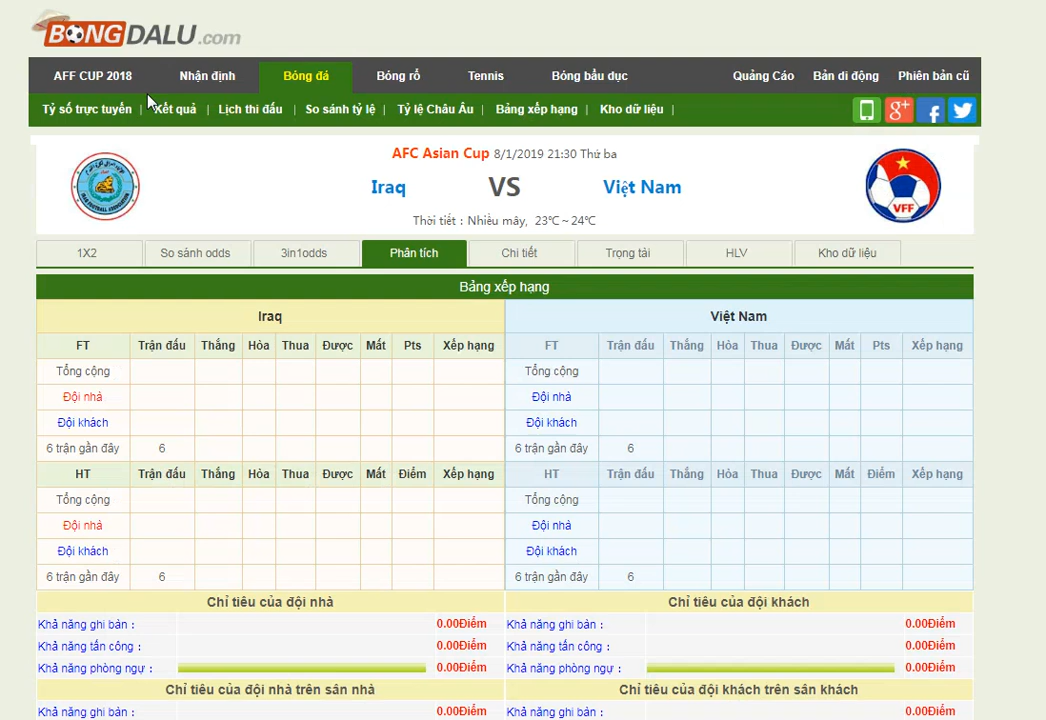 BONGDALU.com
AFF CUP 2018 Nhận định Bóng đá Bóng rổ Tennis Bóng bầu dục Quảng Cáo Bản di động Phiên bản cũ
Tỷ số trực tuyến | Kết quả | Lịch thi đấu | So sánh tỷ lệ | Tỷ lệ Châu Âu | Bảng xếp hạng | Kho dữ liệu |
AFC Asian Cup 8/1/2019 21:30 Thứ ba
Iraq VS Việt Nam
VFF
Thời tiết : Nhiều mây, 23℃～24℃
1X2 So sánh odds 3in1odds Phân tích Chi tiết Trọng tài HLV Kho dữ liệu
Bảng xếp hạng
Iraq Việt Nam
FT Trận đấu Thắng Hòa Thua Được Mất Pts Xếp hạng FT Trận đấu Thắng Hòa Thua Được Mất Pts Xếp hạng
Tổng cộng Tổng cộng
Đội nhà Đội nhà
Đội khách Đội khách
6 trận gần đây 6 6 trận gần đây 6
HT Trận đấu Thắng Hòa Thua Được Mất Điểm Xếp hạng HT Trận đấu Thắng Hòa Thua Được Mất Điểm Xếp hạng
Tổng cộng Tổng cộng
Đội nhà Đội nhà
Đội khách Đội khách
6 trận gần đây 6 6 trận gần đây 6
Chỉ tiêu của đội nhà Chỉ tiêu của đội khách
Khả năng ghi bàn : 0.00Điểm Khả năng ghi bàn : 0.00Điểm
Khả năng tấn công : 0.00Điểm Khả năng tấn công : 0.00Điểm
Khả năng phòng ngự : 0.00Điểm Khả năng phòng ngự : 0.00Điểm
Chỉ tiêu của đội nhà trên sân nhà Chỉ tiêu của đội khách trên sân khách
Khả năng ghi bàn : 0.00Điểm Khả năng ghi bàn : 0.00Điểm